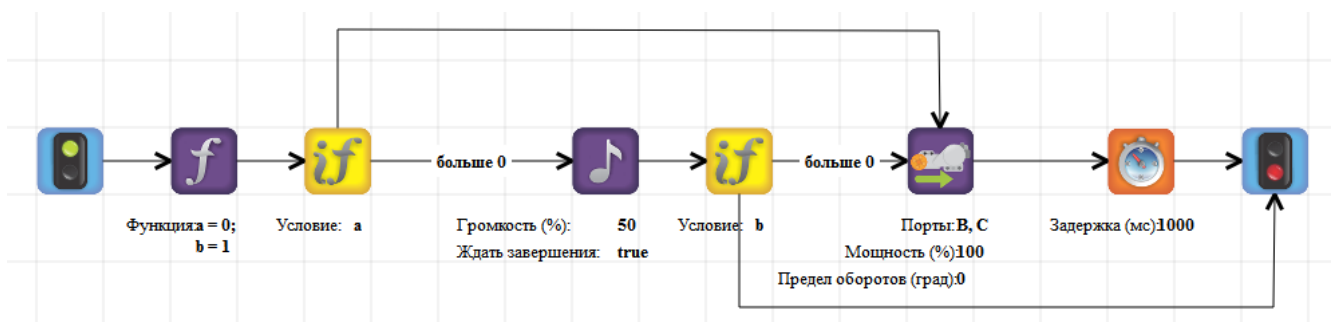 больше 0
больше 0
Функция:a = 0;
b = 1
Условие: a
Громкость (%): 50
Ждать завершения: true
Условие: b
Порты:B, C
Мощность (%):100
Предел оборотов (град):0
Задержка (мс):1000